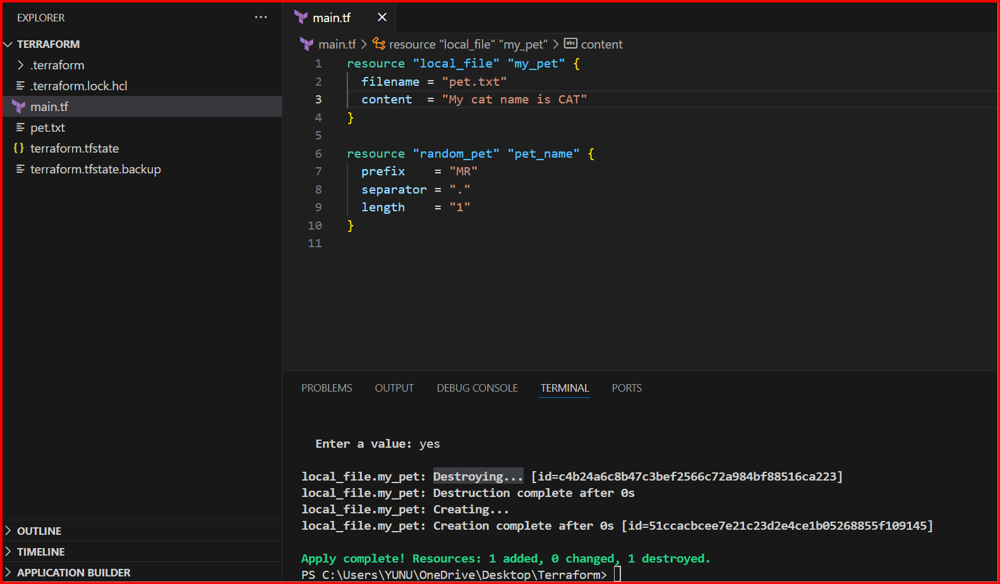 EXPLORER ...
TERRAFORM
.terraform
.terraform.lock.hcl
main.tf
pet.txt
{} terraform.tfstate
terraform.tfstate.backup
OUTLINE
TIMELINE
APPLICATION BUILDER
main.tf
main.tf > resource "local_file" "my_pet" > abc content
1 resource "local_file" "my_pet" {
2   filename = "pet.txt"
3   content  = "My cat name is CAT"
4 }
5
6 resource "random_pet" "pet_name" {
7   prefix    = "MR"
8   separator = "."
9   length    = "1"
10 }
11
PROBLEMS OUTPUT DEBUG CONSOLE TERMINAL PORTS
Enter a value: yes
local_file.my_pet: Destroying... [id=c4b24a6c8b47c3bef2566c72a984bf88516ca223]
local_file.my_pet: Destruction complete after 0s
local_file.my_pet: Creating...
local_file.my_pet: Creation complete after 0s [id=51ccacbcee7e21c23d2e4ce1b05268855f109145]
Apply complete! Resources: 1 added, 0 changed, 1 destroyed.
PS C:\Users\YUNU\OneDrive\Desktop\Terraform>